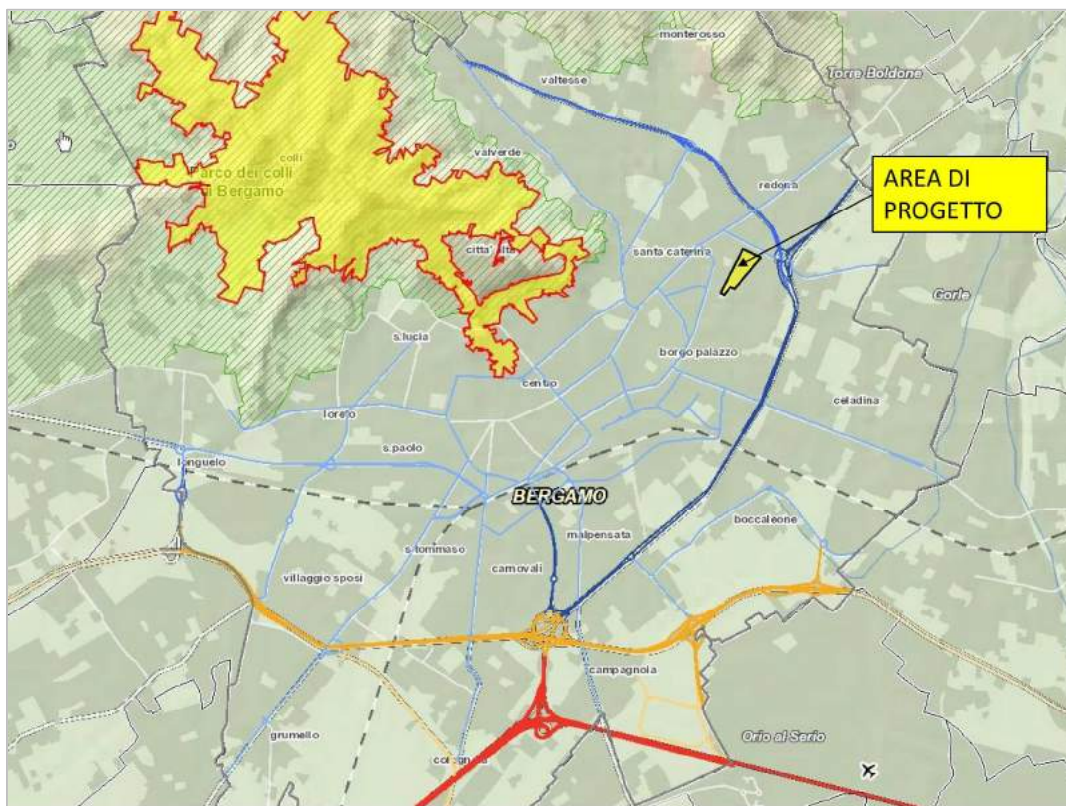 monterosso
valtesse
Torre Boldone
valverde
colli
Parco dei colli
di Bergamo
redona
AREA DI
PROGETTO
citta' alta
santa caterina
Gorle
s.lucia
borgo palazzo
centro
celadina
loreto
s.paolo
longuelo
BERGAMO
boccaleone
malpensata
s.tommaso
carnovali
villaggio sposi
campagnola
grumello
Orio al Serio
colognola